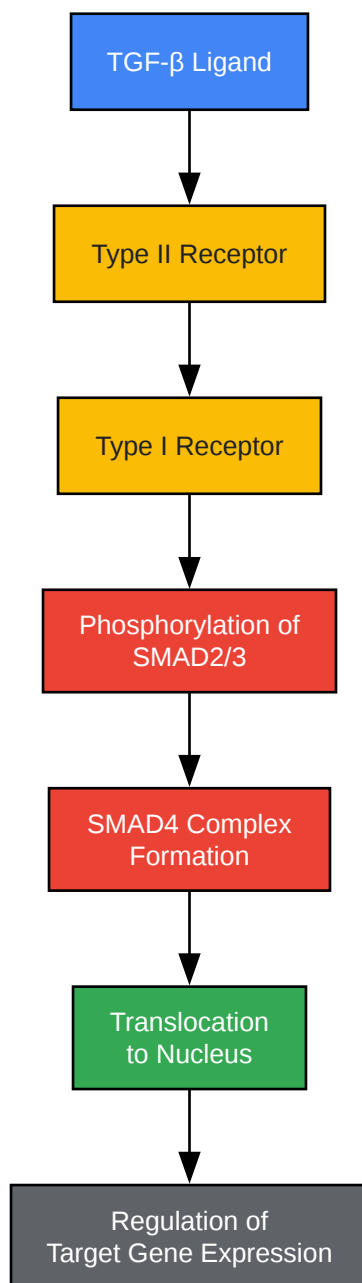 TGF-β Ligand
Type II Receptor
Type I Receptor
Phosphorylation of
SMAD2/3
SMAD4 Complex
Formation
Translocation
to Nucleus
Regulation of
Target Gene Expression